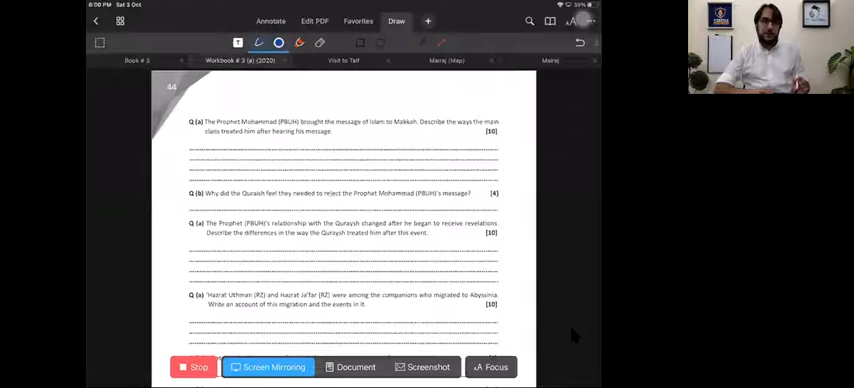 6:00 PM Sat 3 Oct
35%
Annotate Edit PDF Favorites Draw +
T
Book # 3 Workbook # 3 (e) (2020) Visit to Taif Mairaj (Map) Mairaj
44
Q (a) The Prophet Mohammad (PBUH) brought the message of Islam to Makkah. Describe the ways the main
clans treated him after hearing his message. [10]
Q (b) Why did the Quraish feel they needed to reject the Prophet Mohammad (PBUH)'s message? [4]
Q (a) The Prophet (PBUH)'s relationship with the Quraysh changed after he began to receive revelations.
Describe the differences in the way the Quraysh treated him after this event. [10]
Q (a) 'Hazrat Uthman (RZ) and Hazrat Ja'far (RZ) were among the companions who migrated to Abyssinia.
Write an account of this migration and the events in it. [10]
Stop Screen Mirroring Document Screenshot AA Focus